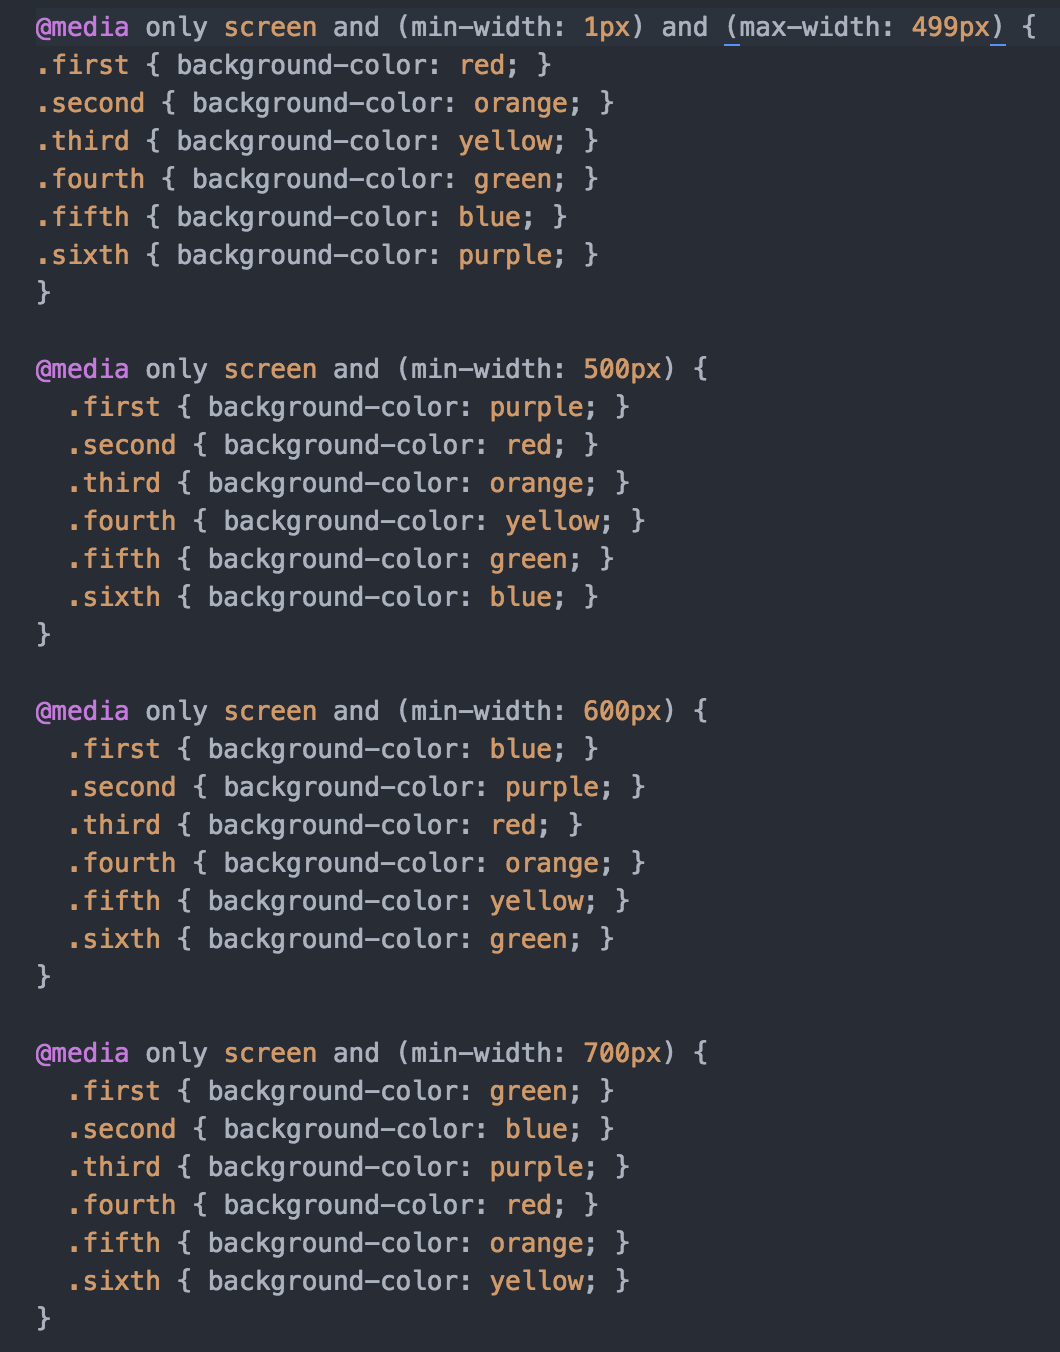 @media only screen and (min-width: 1px) and (max-width: 499px) {
.first { background-color: red; }
.second { background-color: orange; }
.third { background-color: yellow; }
.fourth { background-color: green; }
.fifth { background-color: blue; }
.sixth { background-color: purple; }
}

@media only screen and (min-width: 500px) {
  .first { background-color: purple; }
  .second { background-color: red; }
  .third { background-color: orange; }
  .fourth { background-color: yellow; }
  .fifth { background-color: green; }
  .sixth { background-color: blue; }
}

@media only screen and (min-width: 600px) {
  .first { background-color: blue; }
  .second { background-color: purple; }
  .third { background-color: red; }
  .fourth { background-color: orange; }
  .fifth { background-color: yellow; }
  .sixth { background-color: green; }
}

@media only screen and (min-width: 700px) {
  .first { background-color: green; }
  .second { background-color: blue; }
  .third { background-color: purple; }
  .fourth { background-color: red; }
  .fifth { background-color: orange; }
  .sixth { background-color: yellow; }
}